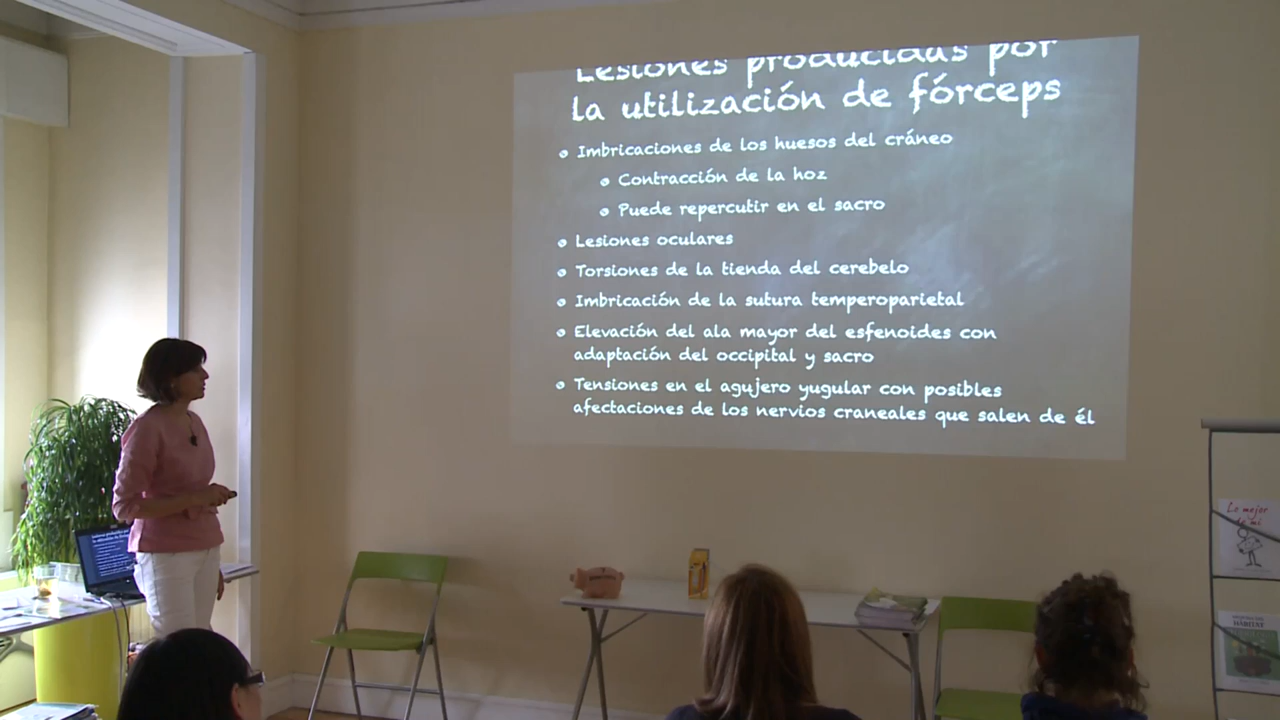 Lesiones producidas por
la utilización de fórceps
Imbricaciones de los huesos del cráneo
Contracción de la hoz
Puede repercutir en el sacro
Lesiones oculares
Torsiones de la tienda del cerebelo
Imbricación de la sutura temperoparietal
Elevación del ala mayor del esfenoides con
adaptación del occipital y sacro
Tensiones en el agujero yugular con posibles
afectaciones de los nervios craneales que salen de él
Lo mejor
de mi
HABITAT